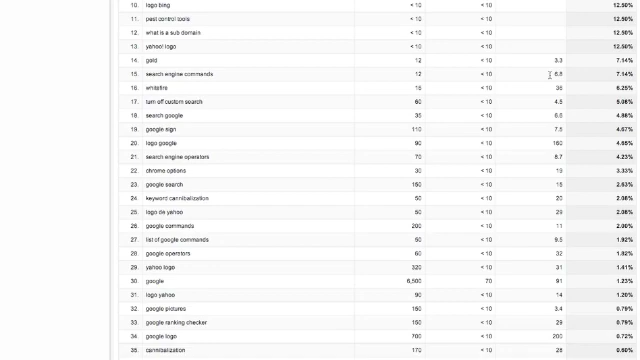 10. logo bing < 10 < 10 12.50%
11. pest control tools < 10 < 10 12.50%
12. what is a sub domain < 10 < 10 12.50%
13. yahoo! logo < 10 < 10 12.50%
14. gold 12 < 10 3.3 7.14%
15. search engine commands 12 < 10 6.8 7.14%
16. whitefire 16 < 10 36 6.25%
17. turn off custom search 60 < 10 4.5 5.08%
18. search google 35 < 10 6.6 4.88%
19. google sign 110 < 10 7.5 4.67%
20. logo google 90 < 10 160 4.65%
21. search engine operators 70 < 10 8.7 4.23%
22. chrome options 30 < 10 19 3.33%
23. google search 150 < 10 15 2.63%
24. keyword cannibalization 50 < 10 20 2.08%
25. logo de yahoo 50 < 10 29 2.08%
26. google commands 200 < 10 11 2.00%
27. list of google commands 50 < 10 9.5 1.92%
28. google operators 60 < 10 32 1.82%
29. yahoo logo 320 < 10 31 1.41%
30. google 6,500 70 91 1.23%
31. logo yahoo 90 < 10 14 1.20%
32. google pictures 150 < 10 3.4 0.79%
33. google ranking checker 150 < 10 29 0.79%
34. google logo 700 < 10 200 0.72%
35. cannibalization 170 < 10 28 0.60%